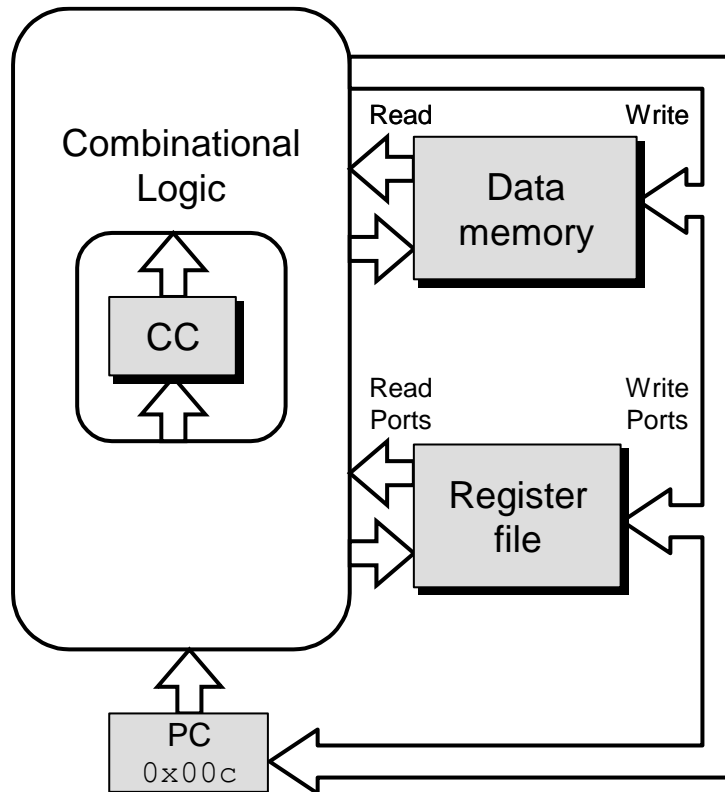 Read
Write
Combinational
Logic
Data
memory
CC
Read
Ports
Write
Ports
Register
file
PC
0x00c